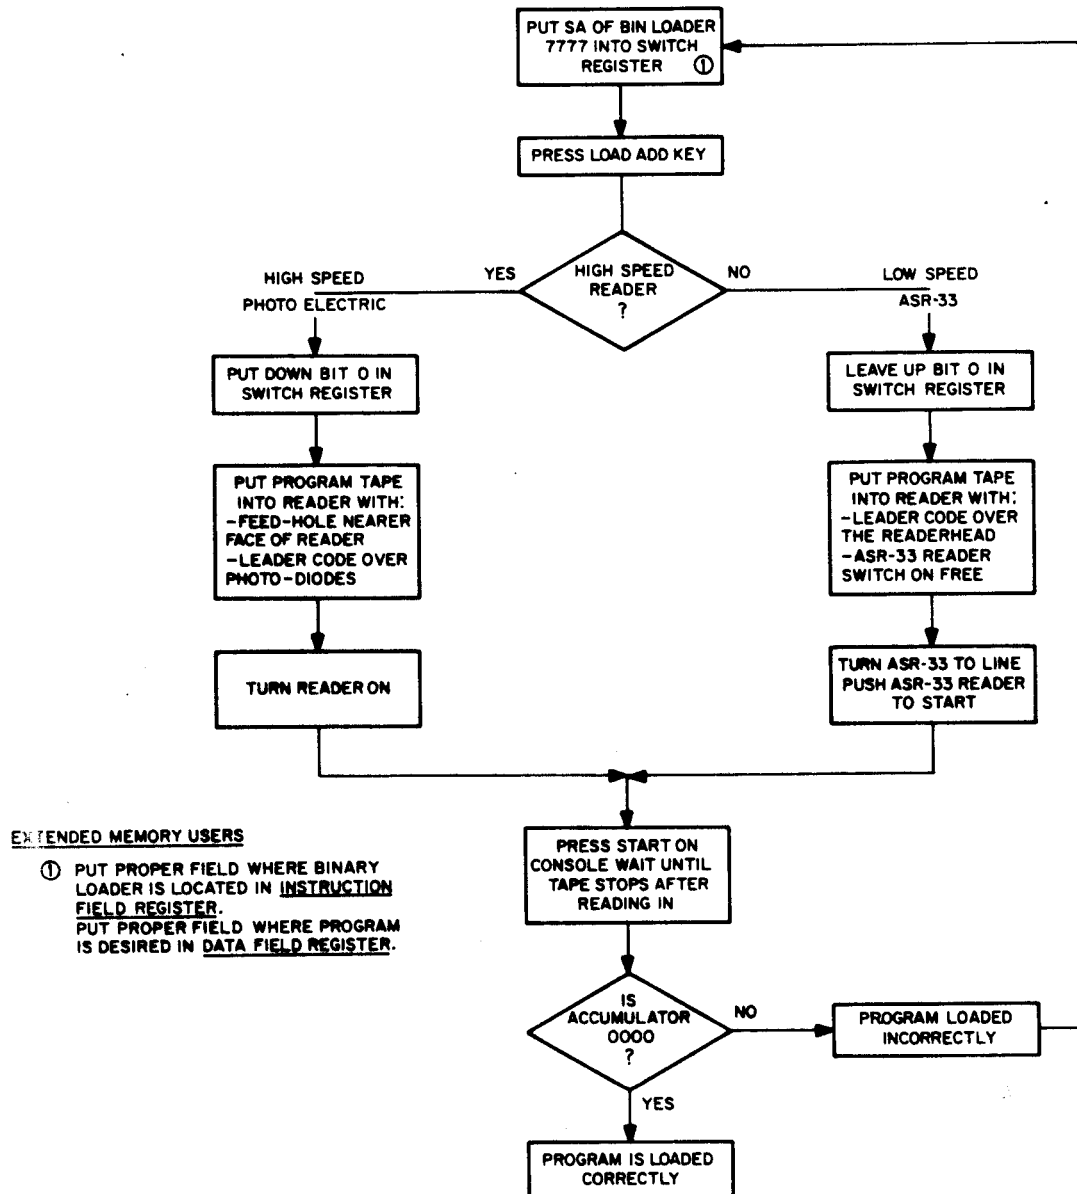 PUT SA OF BIN LOADER
7777 INTO SWITCH
REGISTER ①
PRESS LOAD ADD KEY
HIGH SPEED
READER
?
YES
NO
HIGH SPEED
PHOTO ELECTRIC
LOW SPEED
ASR-33
PUT DOWN BIT 0 IN
SWITCH REGISTER
LEAVE UP BIT 0 IN
SWITCH REGISTER
PUT PROGRAM TAPE
INTO READER WITH:
-FEED-HOLE NEARER
FACE OF READER
-LEADER CODE OVER
PHOTO-DIODES
PUT PROGRAM TAPE
INTO READER WITH:
-LEADER CODE OVER
THE READERHEAD
-ASR-33 READER
SWITCH ON FREE
TURN READER ON
TURN ASR-33 TO LINE
PUSH ASR-33 READER
TO START
EXTENDED MEMORY USERS
① PUT PROPER FIELD WHERE BINARY
LOADER IS LOCATED IN INSTRUCTION
FIELD REGISTER.
PUT PROPER FIELD WHERE PROGRAM
IS DESIRED IN DATA FIELD REGISTER.
PRESS START ON
CONSOLE WAIT UNTIL
TAPE STOPS AFTER
READING IN
IS
ACCUMULATOR
0000
?
NO
PROGRAM LOADED
INCORRECTLY
YES
PROGRAM IS LOADED
CORRECTLY